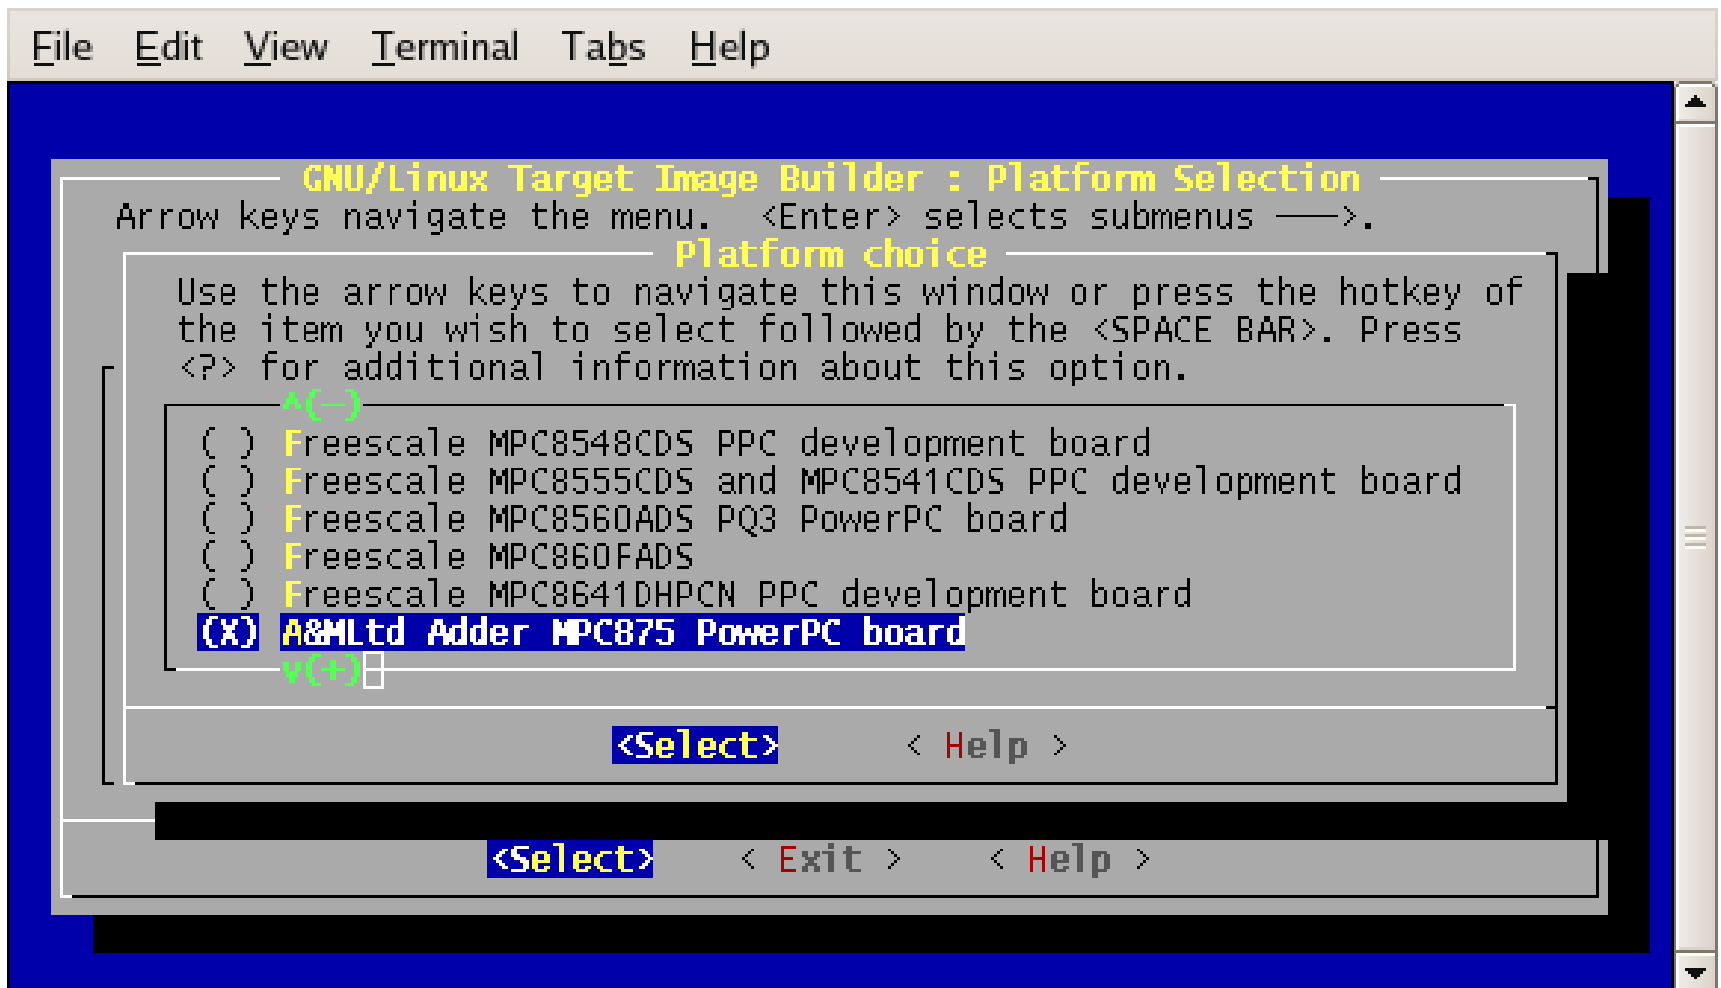 File Edit View Terminal Tabs Help
GNU/Linux Target Image Builder : Platform Selection
Arrow keys navigate the menu. <Enter> selects submenus --->.
Platform choice
Use the arrow keys to navigate this window or press the hotkey of
the item you wish to select followed by the <SPACE BAR>. Press
<?> for additional information about this option.
^(-)
( ) Freescale MPC8548CDS PPC development board
( ) Freescale MPC8555CDS and MPC8541CDS PPC development board
( ) Freescale MPC8560ADS PQ3 PowerPC board
( ) Freescale MPC860FADS
( ) Freescale MPC8641DHPCN PPC development board
(X) A&MLtd Adder MPC875 PowerPC board
v(+)
<Select> < Help >
<Select> < Exit > < Help >